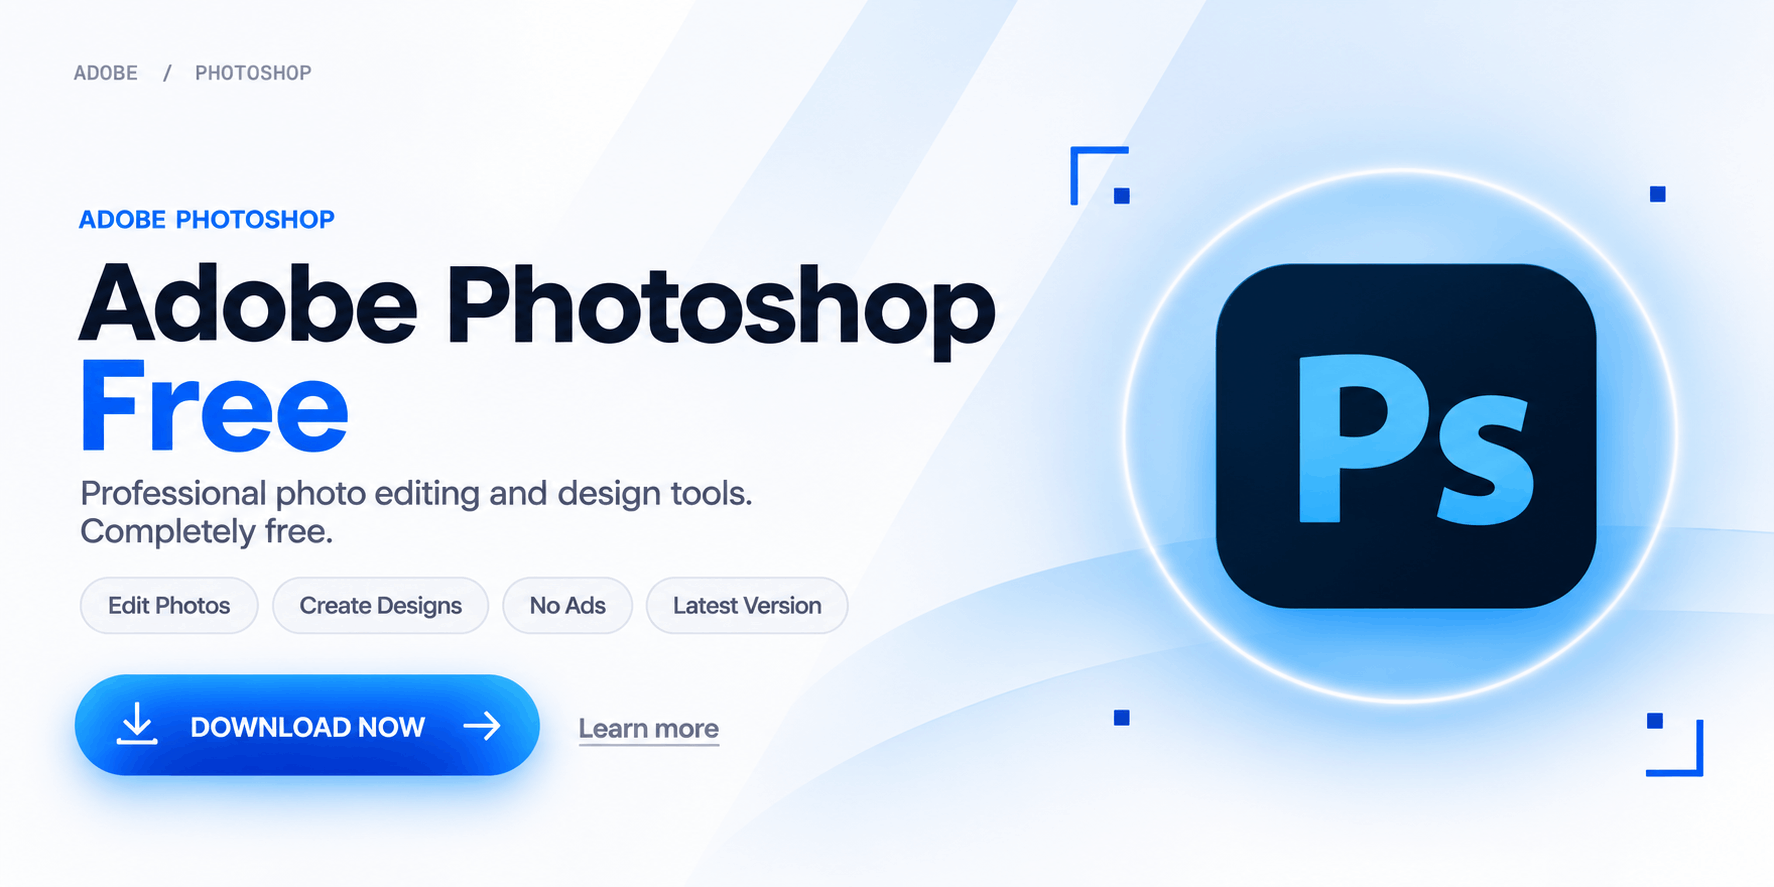 ADOBE / PHOTOSHOP
ADOBE PHOTOSHOP
Adobe Photoshop
Free
Professional photo editing and design tools.
Completely free.
Edit Photos
Create Designs
No Ads
Latest Version
DOWNLOAD NOW
Learn more
Ps